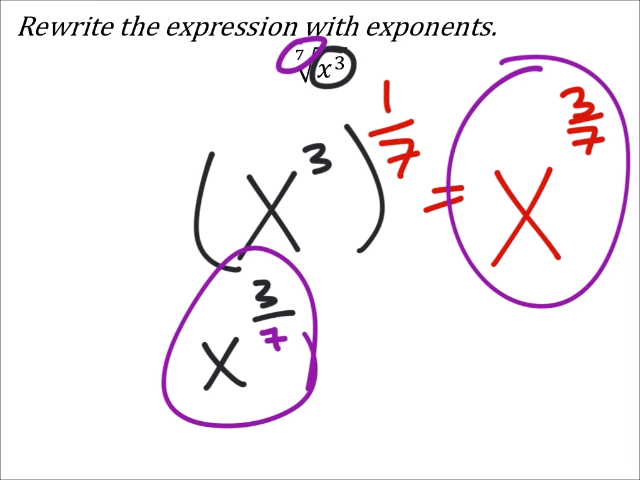 Rewrite the expression with exponents.
⁷√x³
(x³)^(1/7) = x^(3/7)
x^(3/7)